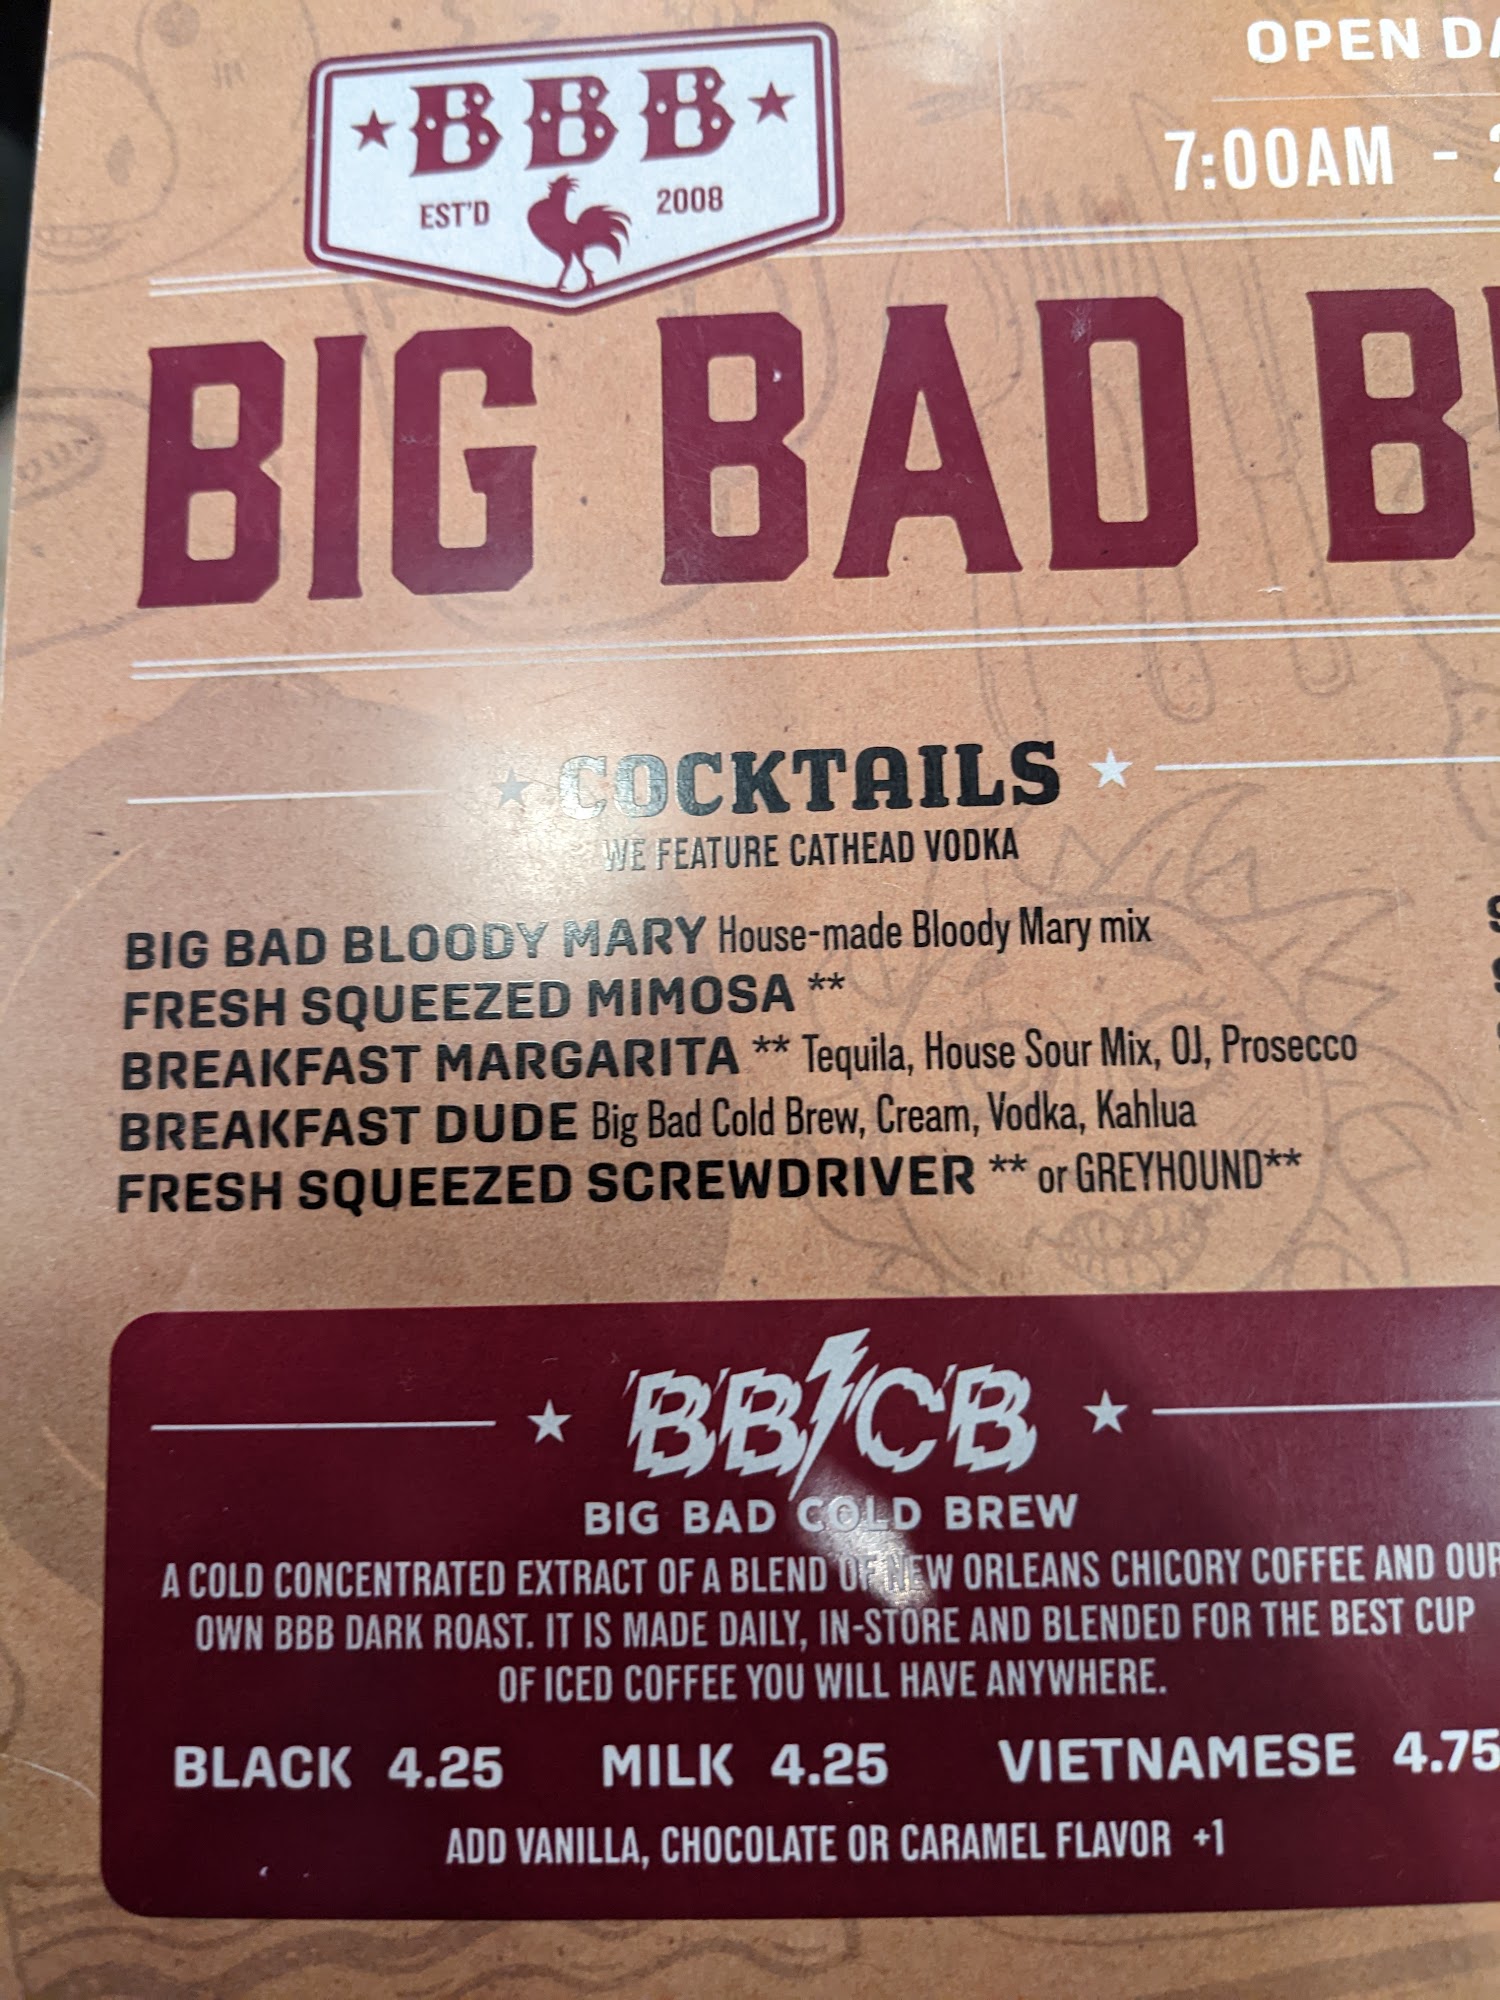 BBB
EST'D 2008
OPEN
7:00AM -
BIG BAD
COCKTAILS
WE FEATURE CATHEAD VODKA
BIG BAD BLOODY MARY House-made Bloody Mary mix
FRESH SQUEEZED MIMOSA **
BREAKFAST MARGARITA ** Tequila, House Sour Mix, OJ, Prosecco
BREAKFAST DUDE Big Bad Cold Brew, Cream, Vodka, Kahlua
FRESH SQUEEZED SCREWDRIVER ** or GREYHOUND**
BB CB
BIG BAD COLD BREW
A COLD CONCENTRATED EXTRACT OF A BLEND OF NEW ORLEANS CHICORY COFFEE AND OUR
OWN BBB DARK ROAST. IT IS MADE DAILY, IN-STORE AND BLENDED FOR THE BEST CUP
OF ICED COFFEE YOU WILL HAVE ANYWHERE.
BLACK 4.25 MILK 4.25 VIETNAMESE 4.75
ADD VANILLA, CHOCOLATE OR CARAMEL FLAVOR +1